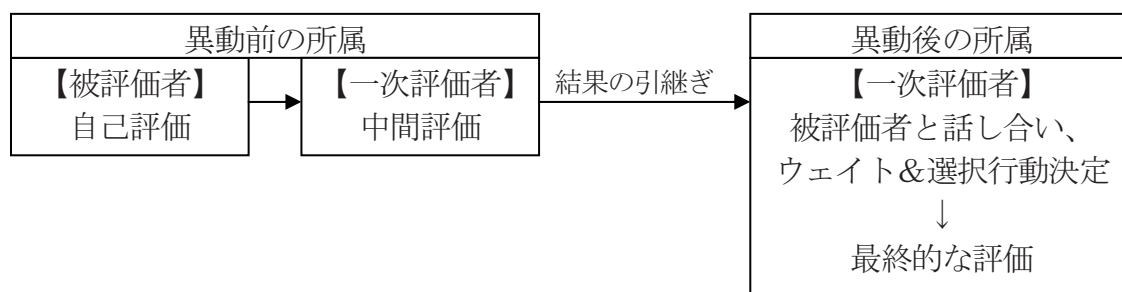 異動前の所属
【被評価者】
自己評価
【一次評価者】
中間評価
結果の引継ぎ
異動後の所属
【一次評価者】
被評価者と話し合い、
ウェイト＆選択行動決定
↓
最終的な評価